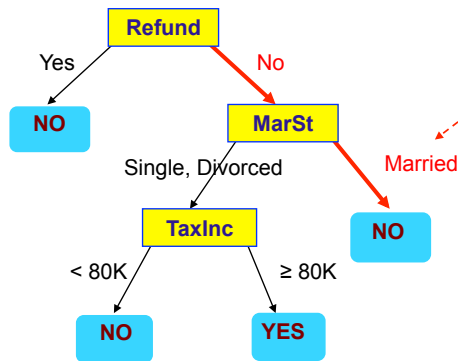 Refund
Yes
No
NO
MarSt
Single, Divorced
Married
TaxInc
NO
< 80K
≥ 80K
NO
YES